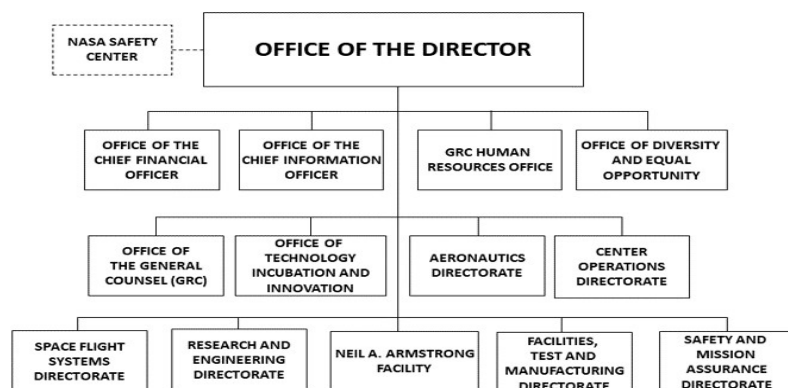 NASA SAFETY
CENTER
OFFICE OF THE DIRECTOR
OFFICE OF THE
CHIEF FINANCIAL
OFFICER
OFFICE OF THE
CHIEF INFORMATION
OFFICER
GRC HUMAN
RESOURCES OFFICE
OFFICE OF DIVERSITY
AND EQUAL
OPPORTUNITY
OFFICE OF
THE GENERAL
COUNSEL (GRC)
OFFICE OF
TECHNOLOGY
INCUBATION AND
INNOVATION
AERONAUTICS
DIRECTORATE
CENTER
OPERATIONS
DIRECTORATE
SPACE FLIGHT
SYSTEMS
DIRECTORATE
RESEARCH AND
ENGINEERING
DIRECTORATE
NEIL A. ARMSTRONG
FACILITY
FACILITIES,
TEST AND
MANUFACTURING
DIRECTORATE
SAFETY AND
MISSION
ASSURANCE
DIRECTORATE